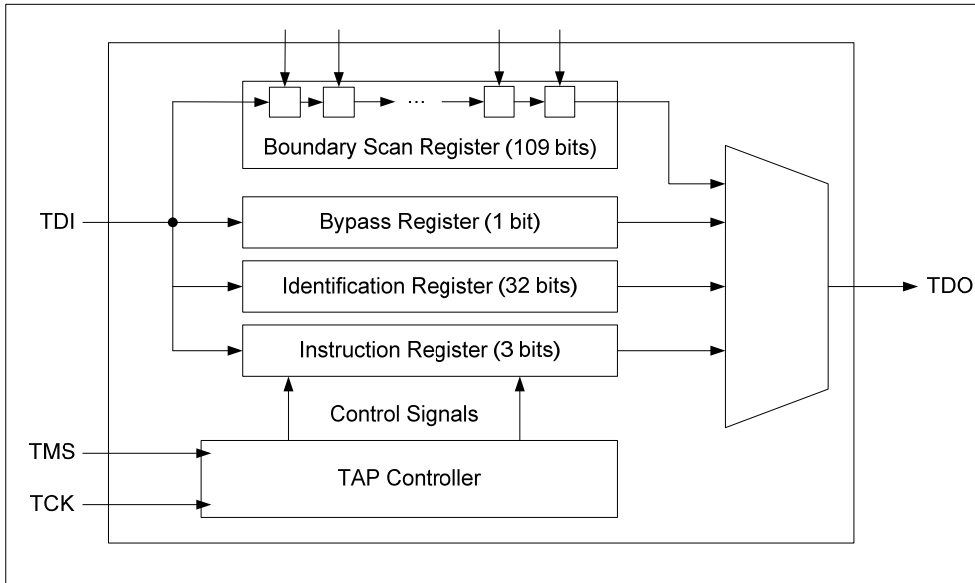 ...
Boundary Scan Register (109 bits)
TDI
Bypass Register (1 bit)
Identification Register (32 bits)
TDO
Instruction Register (3 bits)
Control Signals
TMS
TAP Controller
TCK